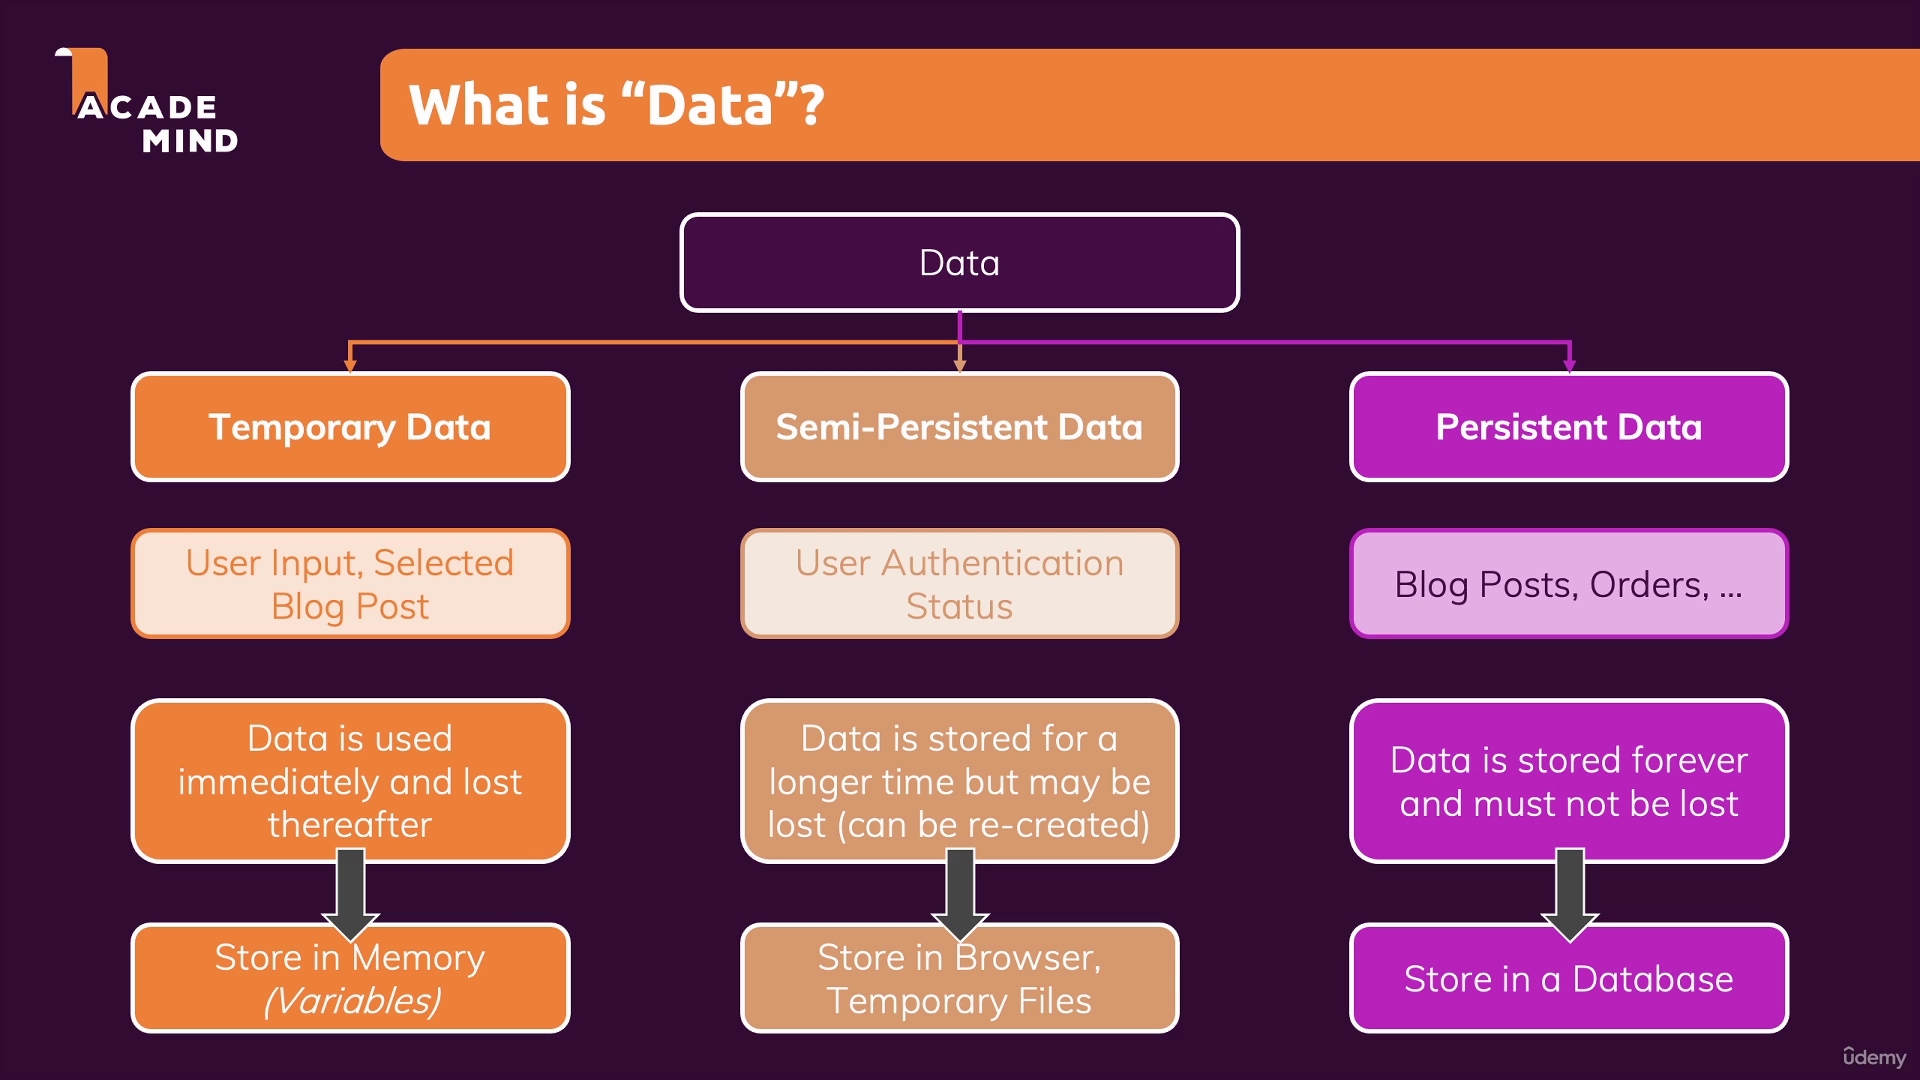 ACADE
MIND
What is “Data”?
Data
Temporary Data
Semi-Persistent Data
Persistent Data
User Input, Selected
Blog Post
User Authentication
Status
Blog Posts, Orders, ...
Data is used
immediately and lost
thereafter
Data is stored for a
longer time but may be
lost (can be re-created)
Data is stored forever
and must not be lost
Store in Memory
(Variables)
Store in Browser,
Temporary Files
Store in a Database
ûdemy